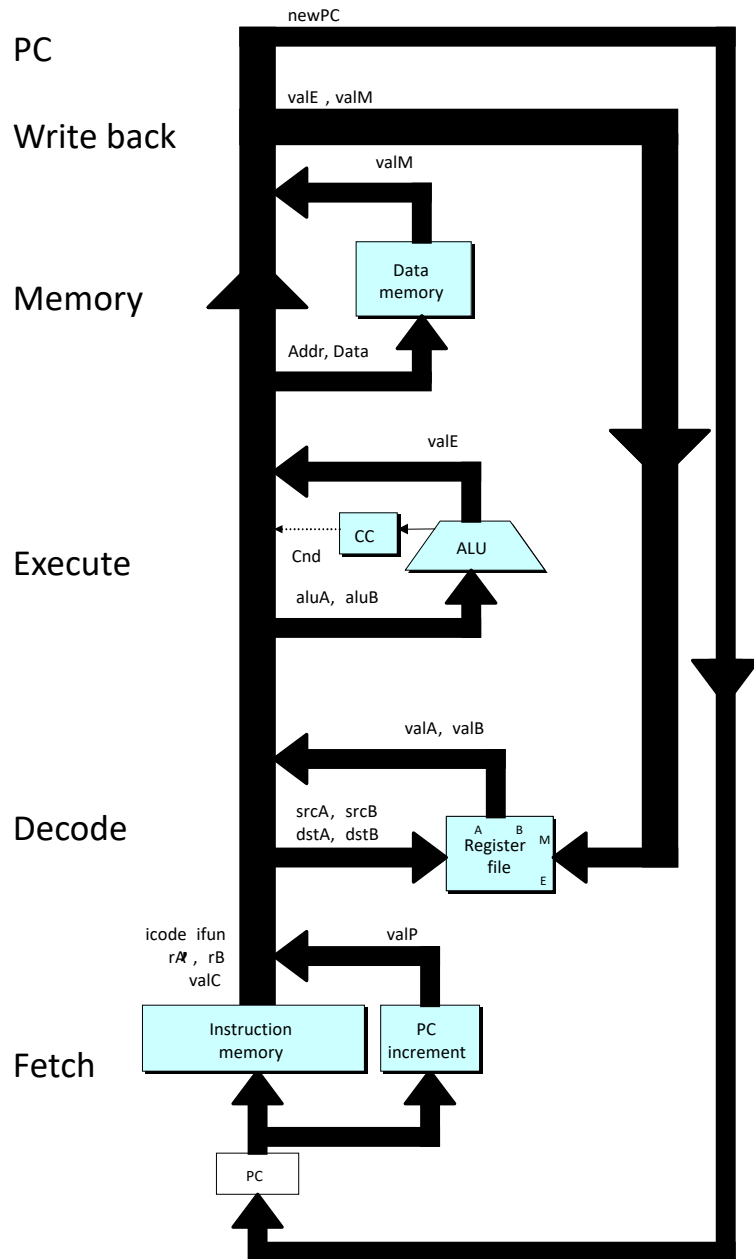 newPC
PC
valE , valM
Write back
valM
Data
memory
Memory
Addr, Data
valE
CC
ALU
Cnd
Execute
aluA, aluB
valA, valB
srcA, srcB
dstA, dstB
Decode
A B
M
Register
file
E
icode ifun
rA , rB
valC
valP
Instruction
memory
PC
increment
Fetch
PC